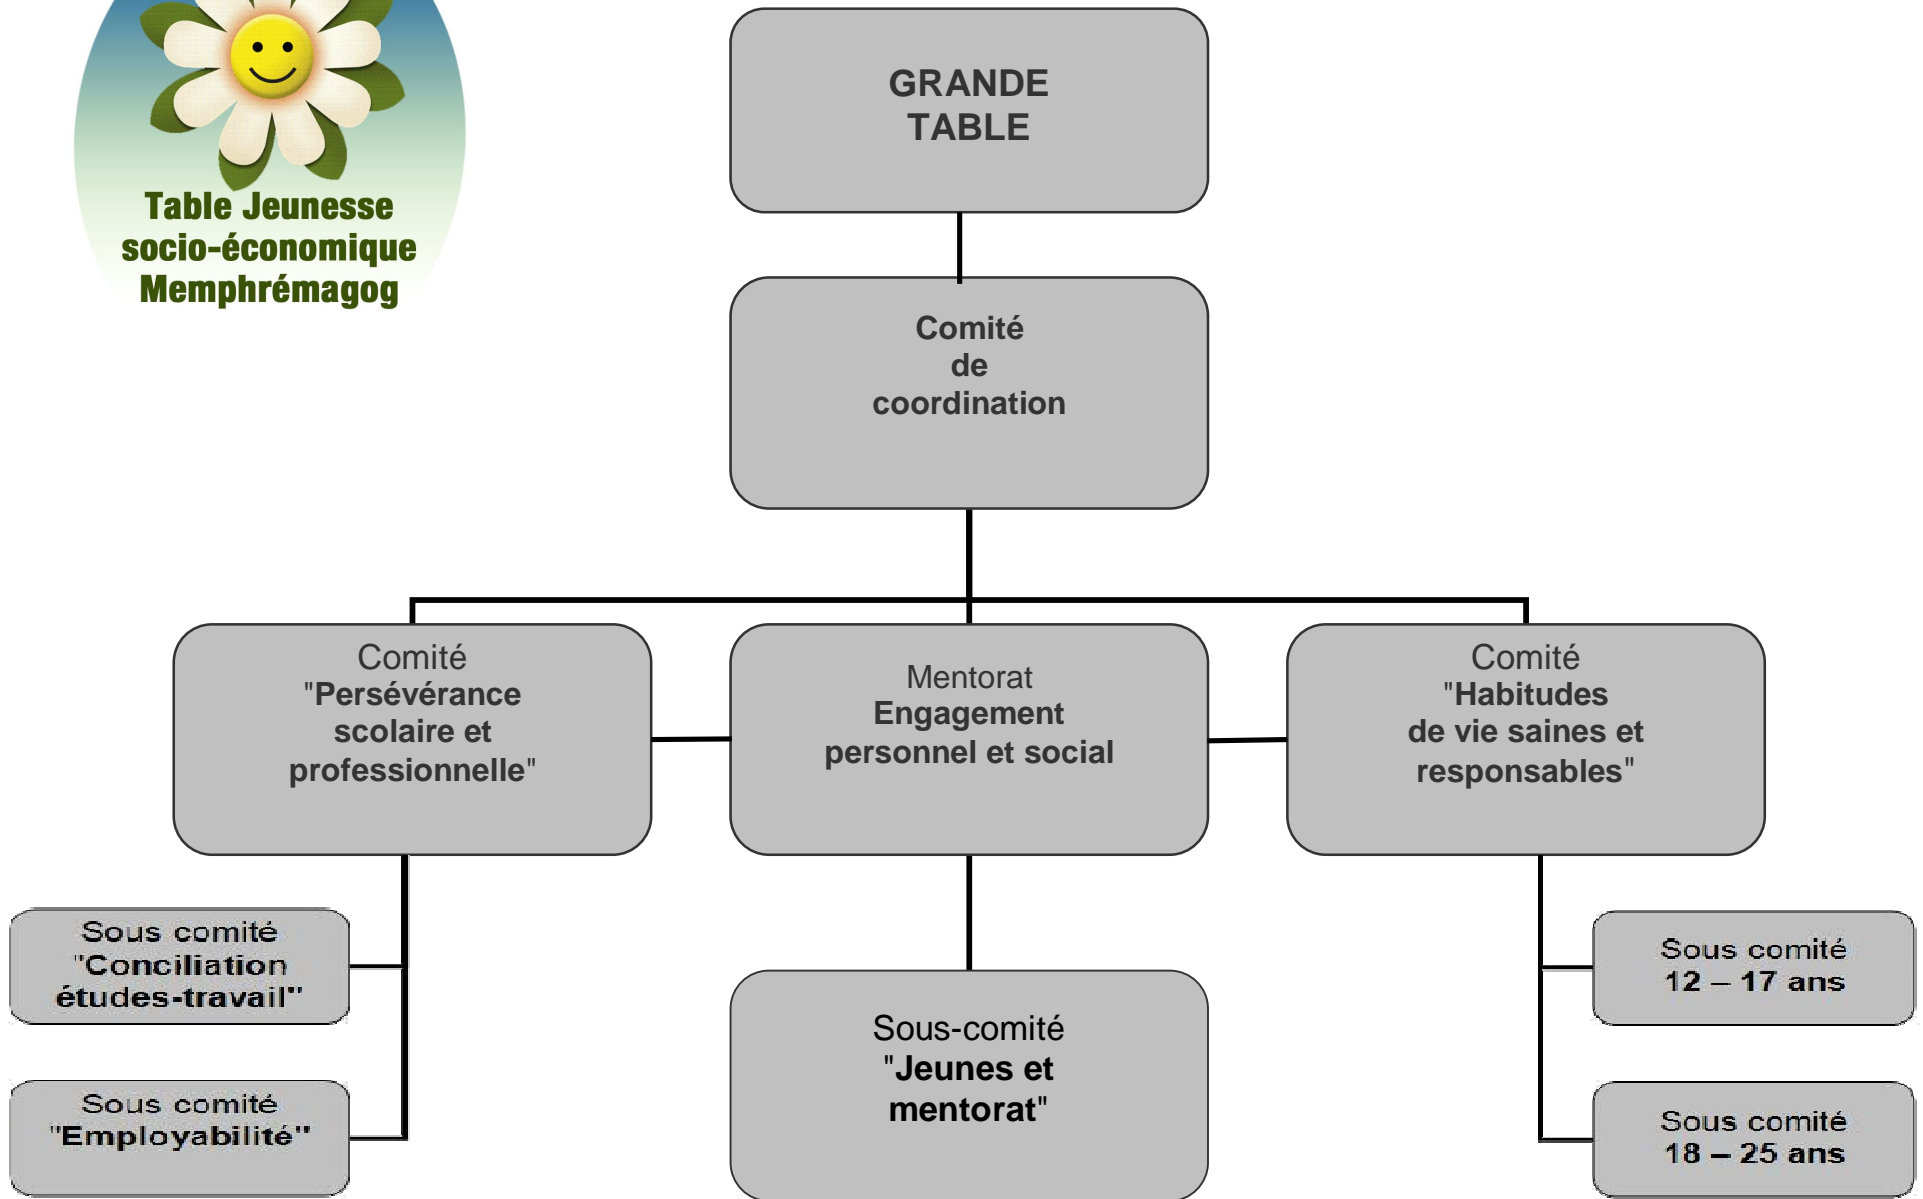 Table Jeunesse
socio-économique
Memphrémagog
GRANDE
TABLE
Comité
de
coordination
Comité
"Persévérance
scolaire et
professionnelle"
Mentorat
Engagement
personnel et social
Comité
"Habitudes
de vie saines et
responsables"
Sous comité
"Conciliation
études-travail"
Sous comité
"Employabilité"
Sous-comité
"Jeunes et
mentorat"
Sous comité
12 – 17 ans
Sous comité
18 – 25 ans